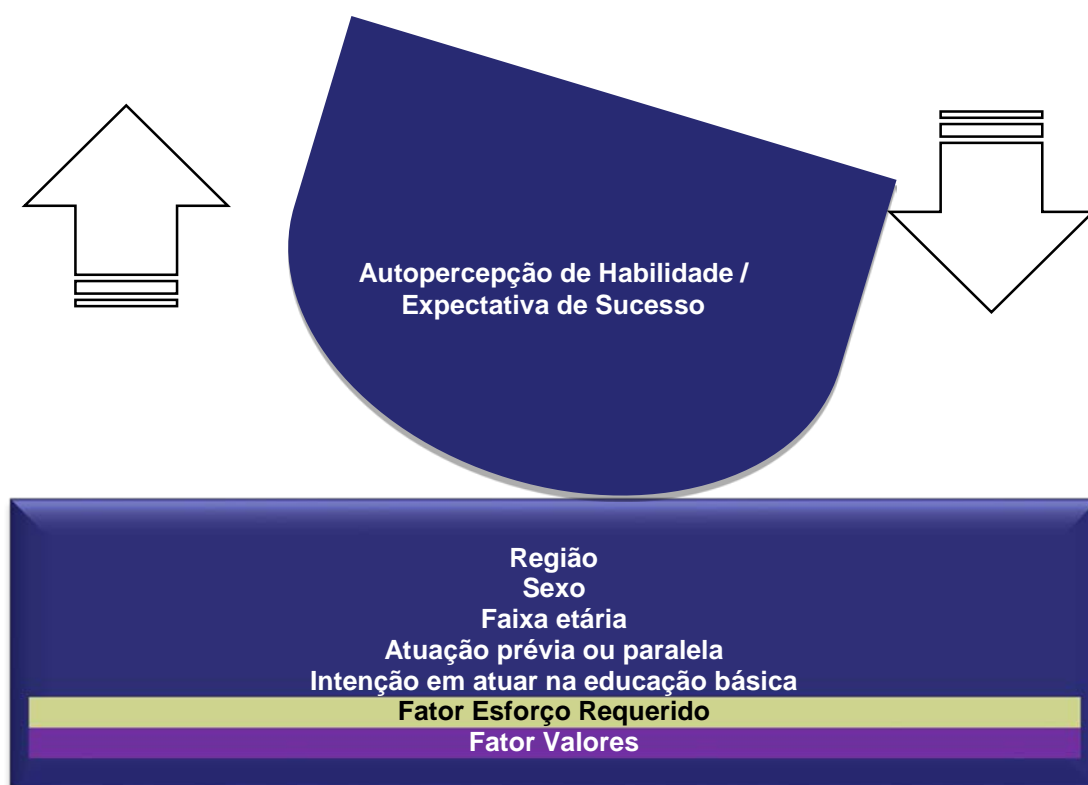 Autopercepção de Habilidade /
Expectativa de Sucesso
Região
Sexo
Faixa etária
Atuação prévia ou paralela
Intenção em atuar na educação básica
Fator Esforço Requerido
Fator Valores